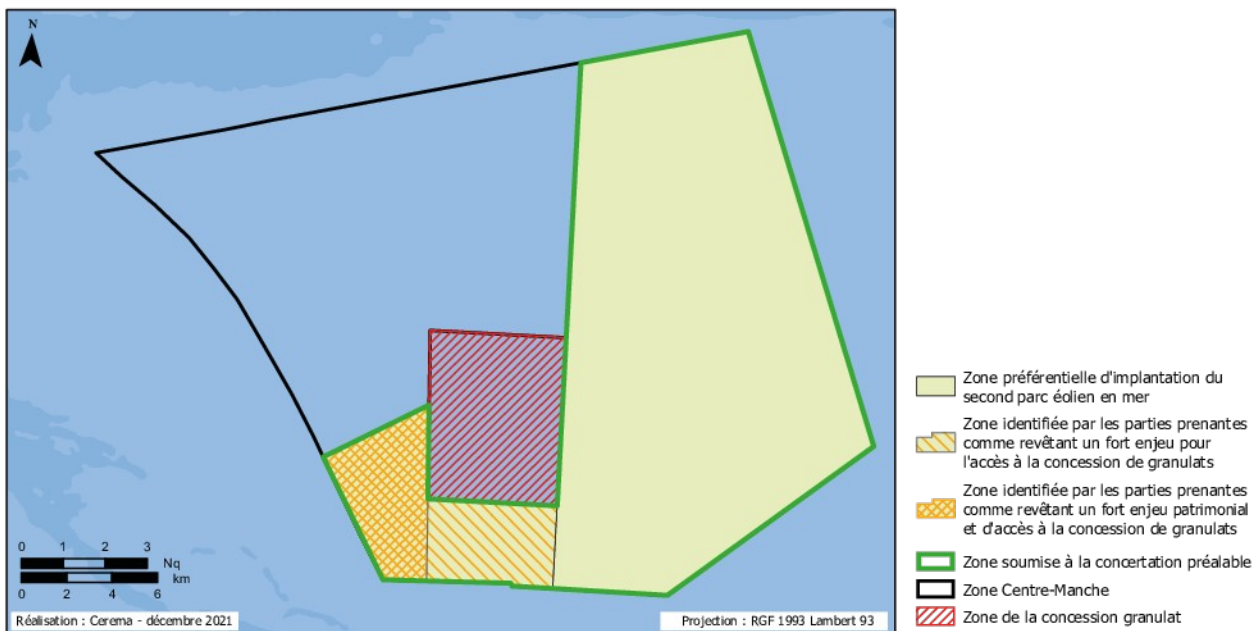 N
0 1 2 3
Nq
km
0 2 4 6
Réalisation : Cerema - décembre 2021
Projection : RGF 1993 Lambert 93
Zone préférentielle d'implantation du
second parc éolien en mer
Zone identifiée par les parties prenantes
comme revêtant un fort enjeu pour
l'accès à la concession de granulats
Zone identifiée par les parties prenantes
comme revêtant un fort enjeu patrimonial
et d'accès à la concession de granulats
Zone soumise à la concertation préalable
Zone Centre-Manche
Zone de la concession granulat